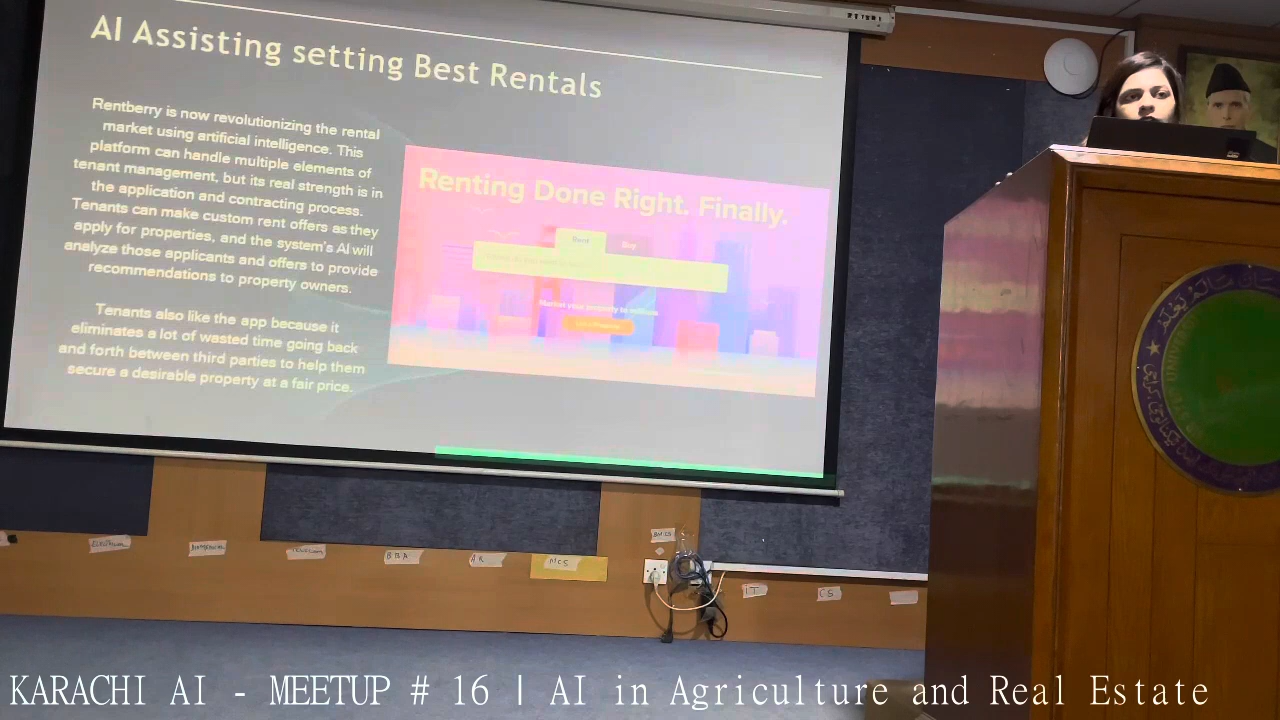 AI Assisting setting Best Rentals
Rentberry is now revolutionizing the rental
market using artificial intelligence. This
platform can handle multiple elements of
tenant management, but its real strength is in
the application and contracting process.
Tenants can make custom rent offers as they
apply for properties, and the system's AI will
analyze those applicants and offers to provide
recommendations to property owners.
Tenants also like the app because it
eliminates a lot of wasted time going back
and forth between third parties to help them
secure a desirable property at a fair price.
Renting Done Right. Finally.
Rent
Buy
Market your property to millions
BBA
AR
MCS
IT
CS
KARACHI AI - MEETUP # 16 | AI in Agriculture and Real Estate